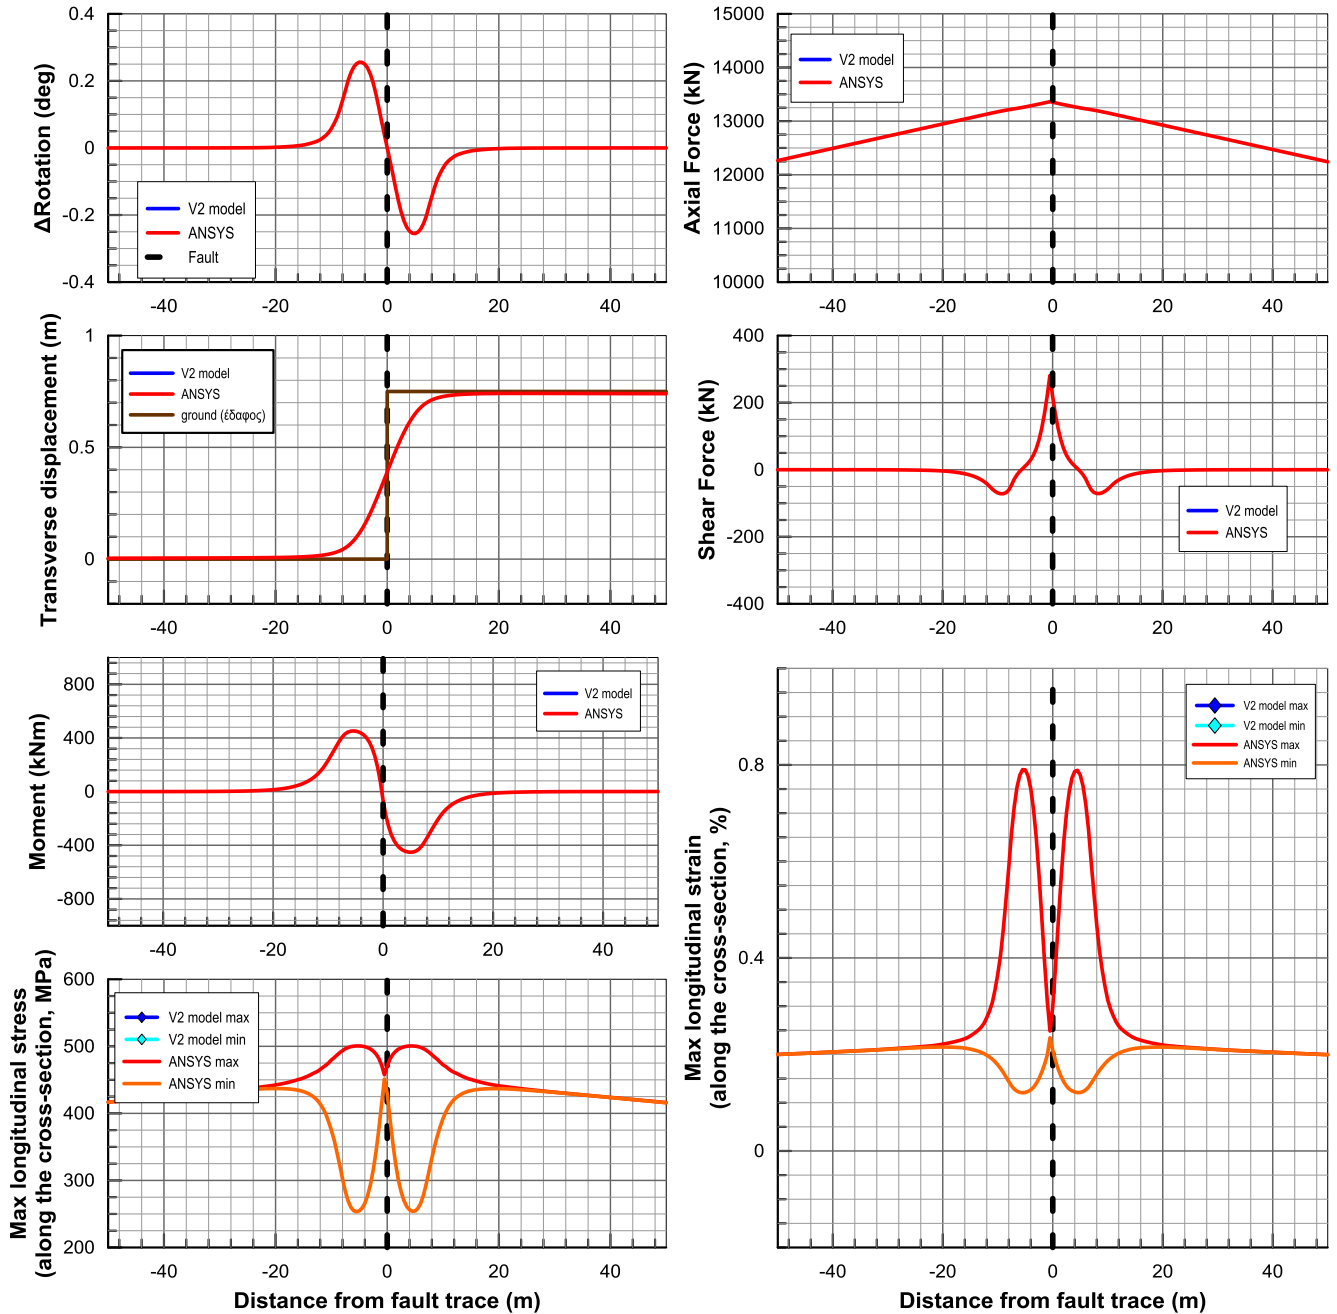 ΔRotation (deg)
0.4
0.2
0
-0.2
-0.4
V2 model
ANSYS
Fault
-40 -20 0 20 40
Axial Force (kN)
15000
14000
13000
12000
11000
10000
V2 model
ANSYS
-40 -20 0 20 40
Transverse displacement (m)
1
0.5
0
V2 model
ANSYS
ground (έδαφος)
-40 -20 0 20 40
Shear Force (kN)
400
200
0
-200
-400
V2 model
ANSYS
-40 -20 0 20 40
Moment (kNm)
800
400
0
-400
-800
V2 model
ANSYS
-40 -20 0 20 40
Max longitudinal stress
(along the cross-section, MPa)
600
500
400
300
200
V2 model max
V2 model min
ANSYS max
ANSYS min
-40 -20 0 20 40
Distance from fault trace (m)
Max longitudinal strain
(along the cross-section, %)
0.8
0.4
0
V2 model max
V2 model min
ANSYS max
ANSYS min
-40 -20 0 20 40
Distance from fault trace (m)